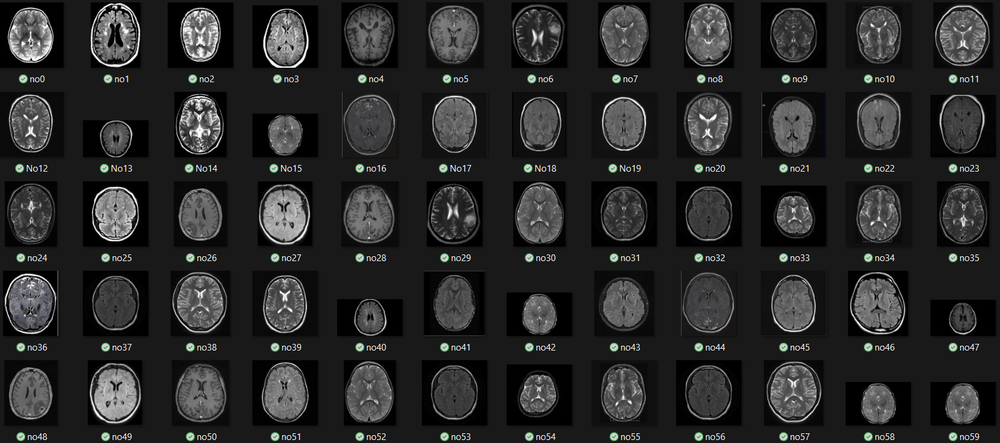 no0 no1 no2 no3 no4 no5 no6 no7 no8 no9 no10 no11
No12 No13 No14 No15 no16 No17 No18 No19 no20 no21 no22 no23
no24 no25 no26 no27 no28 no29 no30 no31 no32 no33 no34 no35
no36 no37 no38 no39 no40 no41 no42 no43 no44 no45 no46 no47
no48 no49 no50 no51 no52 no53 no54 no55 no56 no57 no58 no59